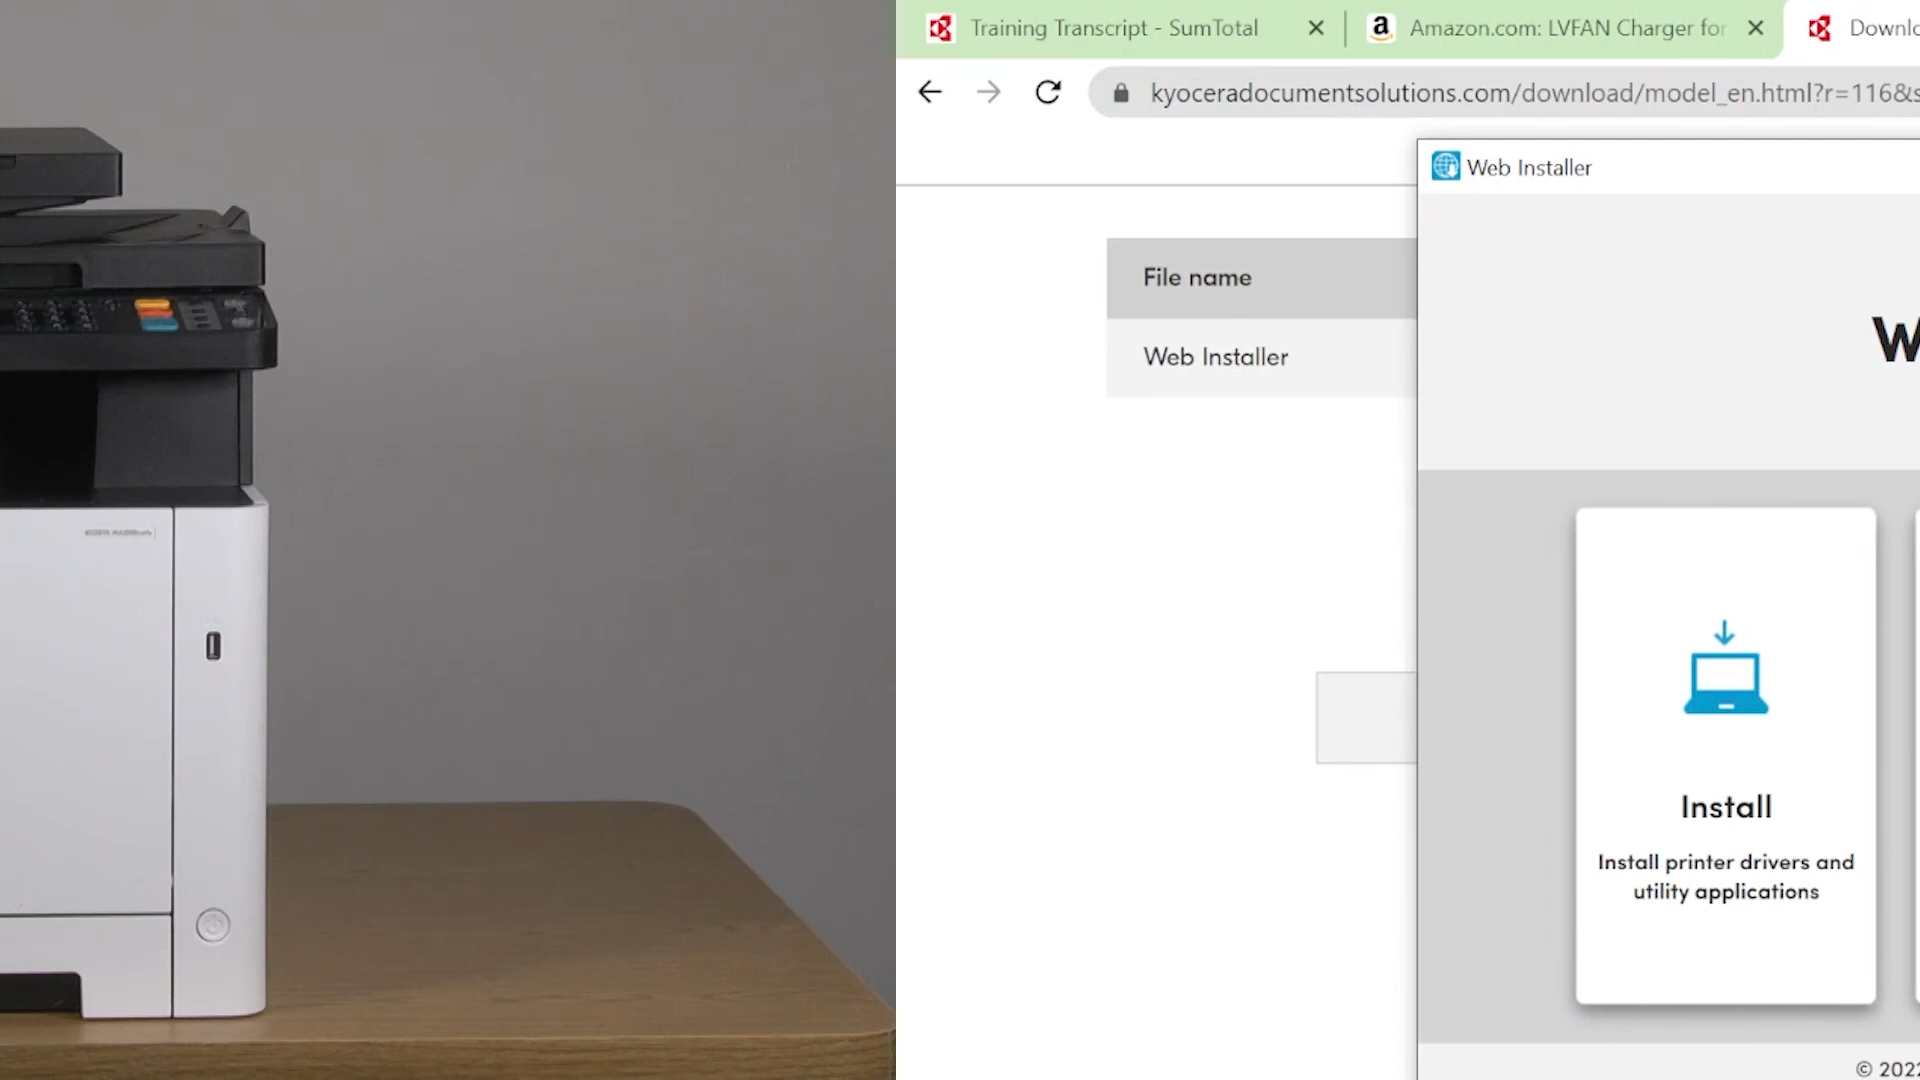 Training Transcript - SumTotal
Amazon.com: LVFAN Charger for
Downlo
kyoceradocumentsolutions.com/download/model_en.html?r=116&s
Web Installer
File name
Web Installer
W
Install
Install printer drivers and
utility applications
© 2022